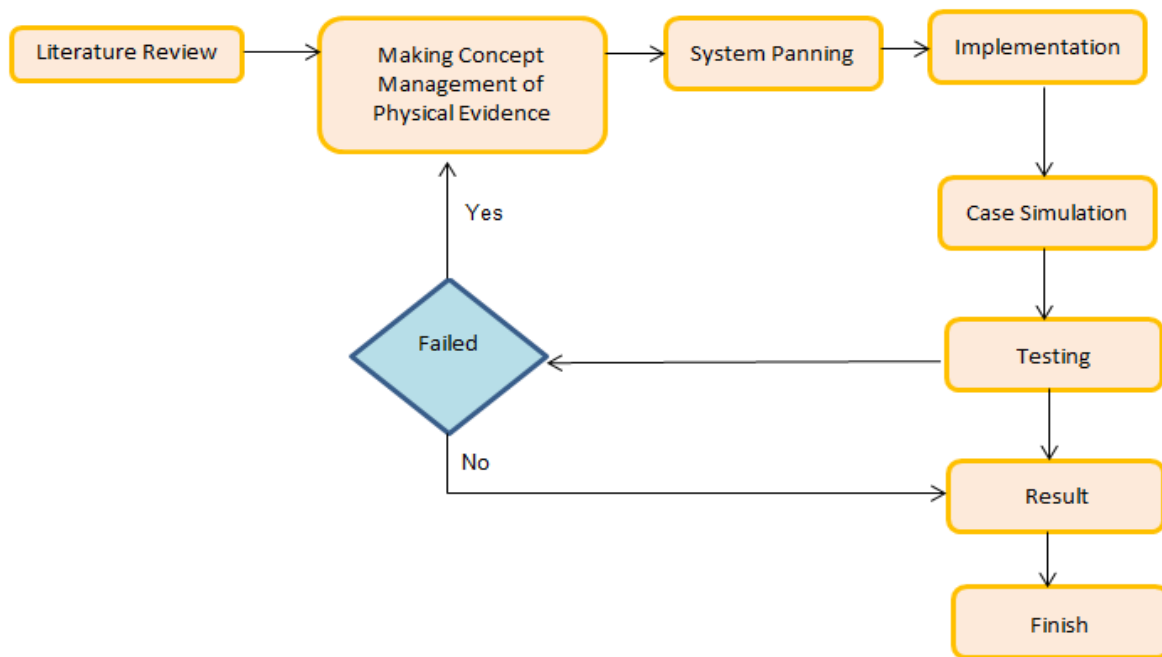 Literature Review
Making Concept
Management of
Physical Evidence
System Panning
Implementation
Case Simulation
Testing
Failed
Yes
No
Result
Finish